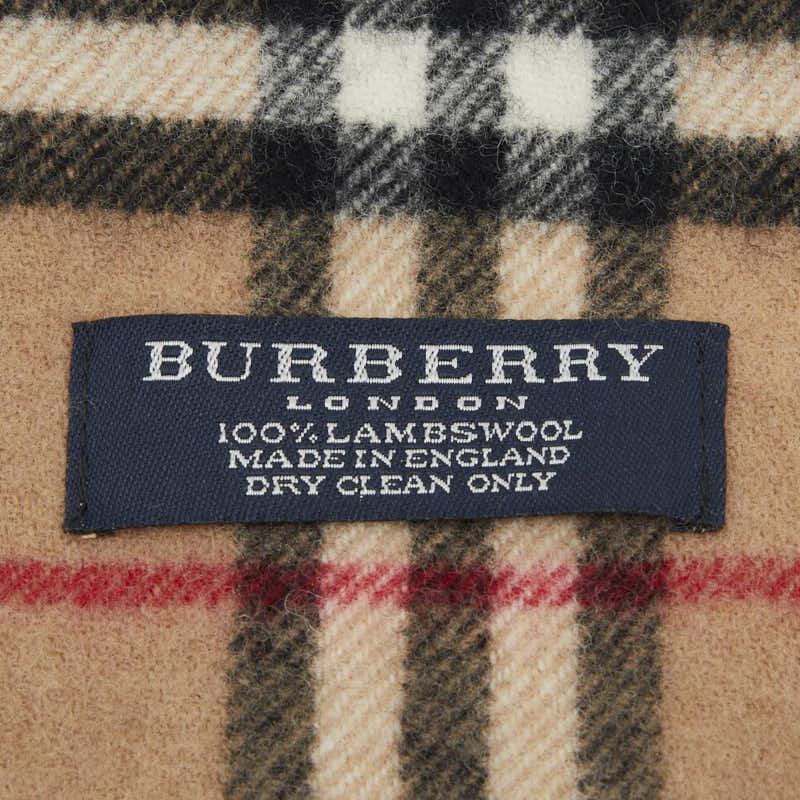 BURBERRY
LONDON
100% LAMBSWOOL
MADE IN ENGLAND
DRY CLEAN ONLY